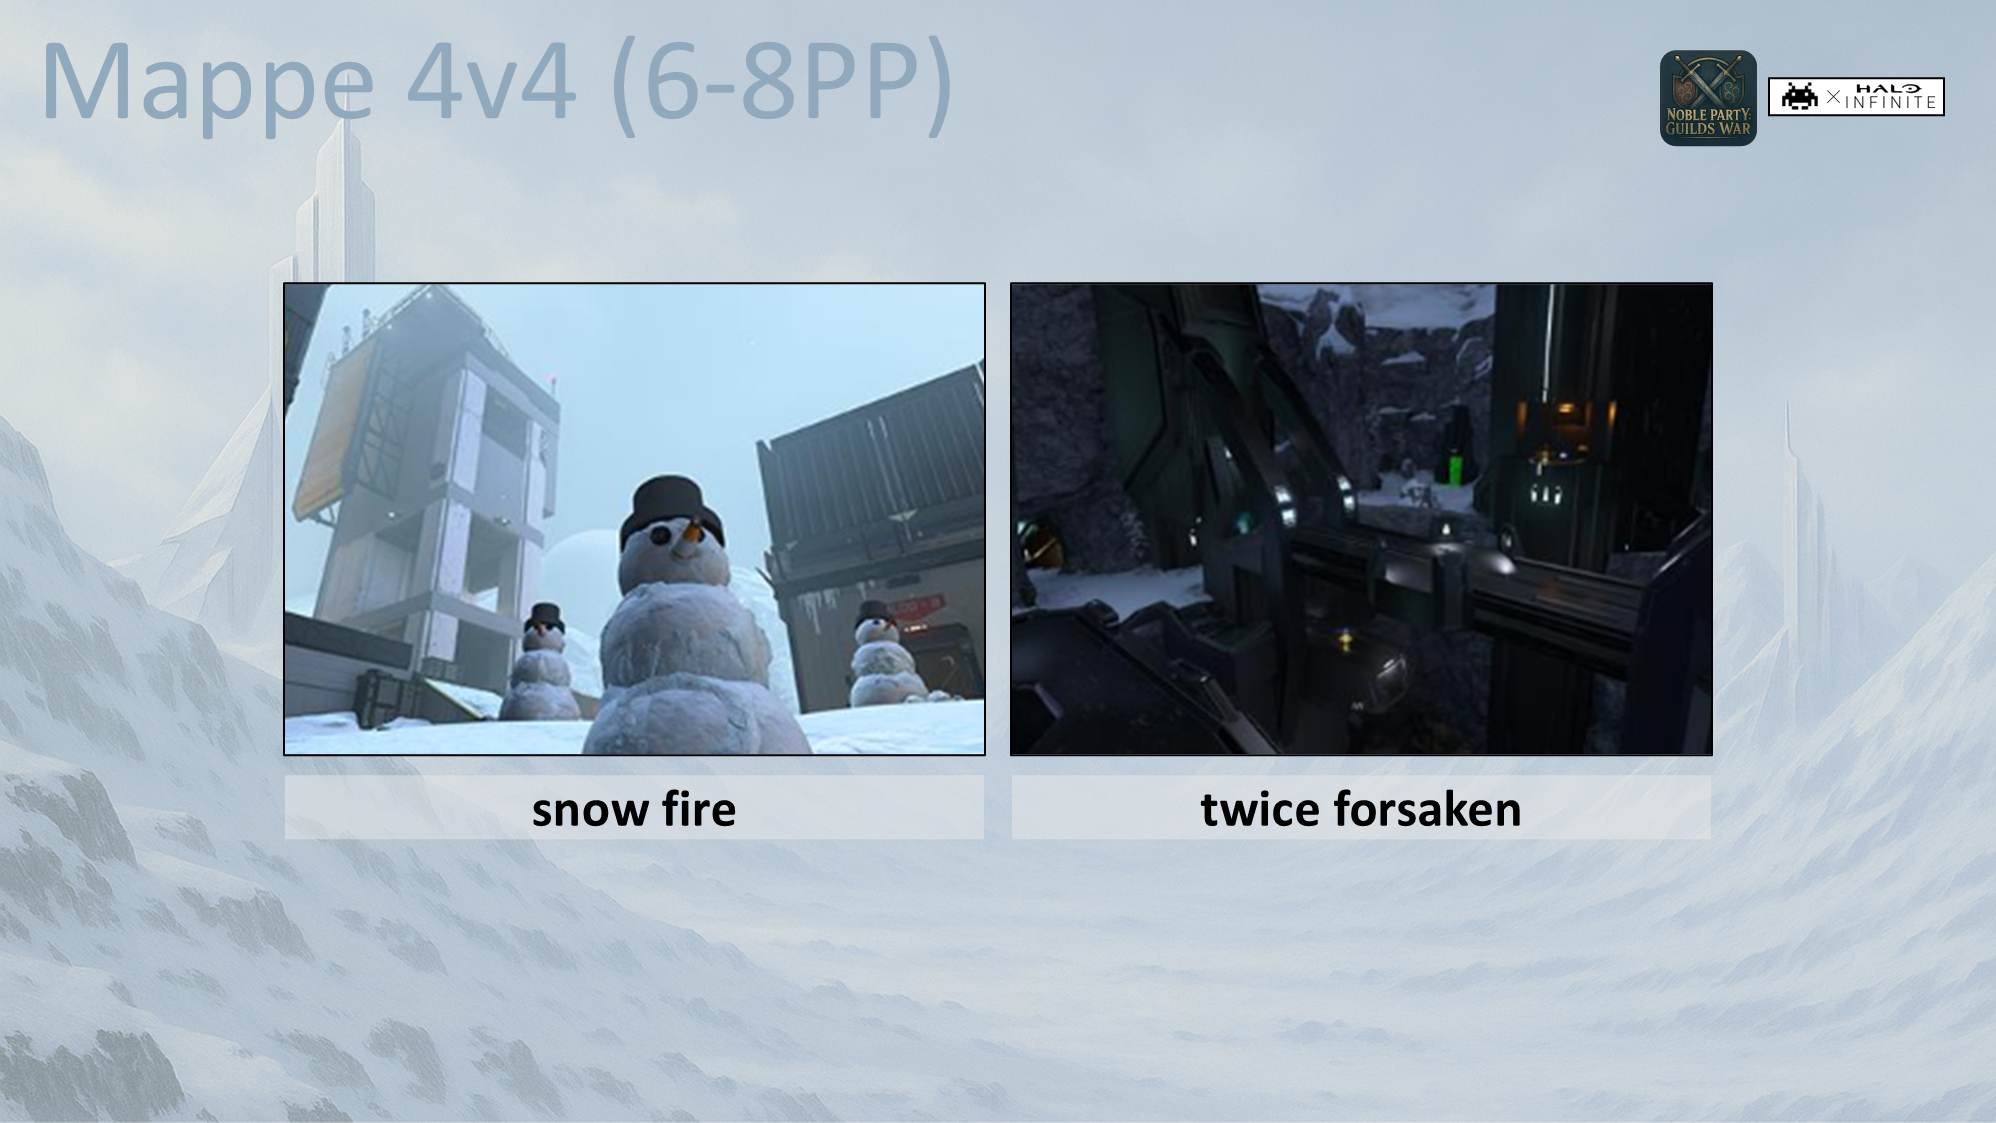 Mappe 4v4 (6-8PP)
NOBLE PARTY:
GUILDS WAR
HALO
INFINITE
snow fire
twice forsaken